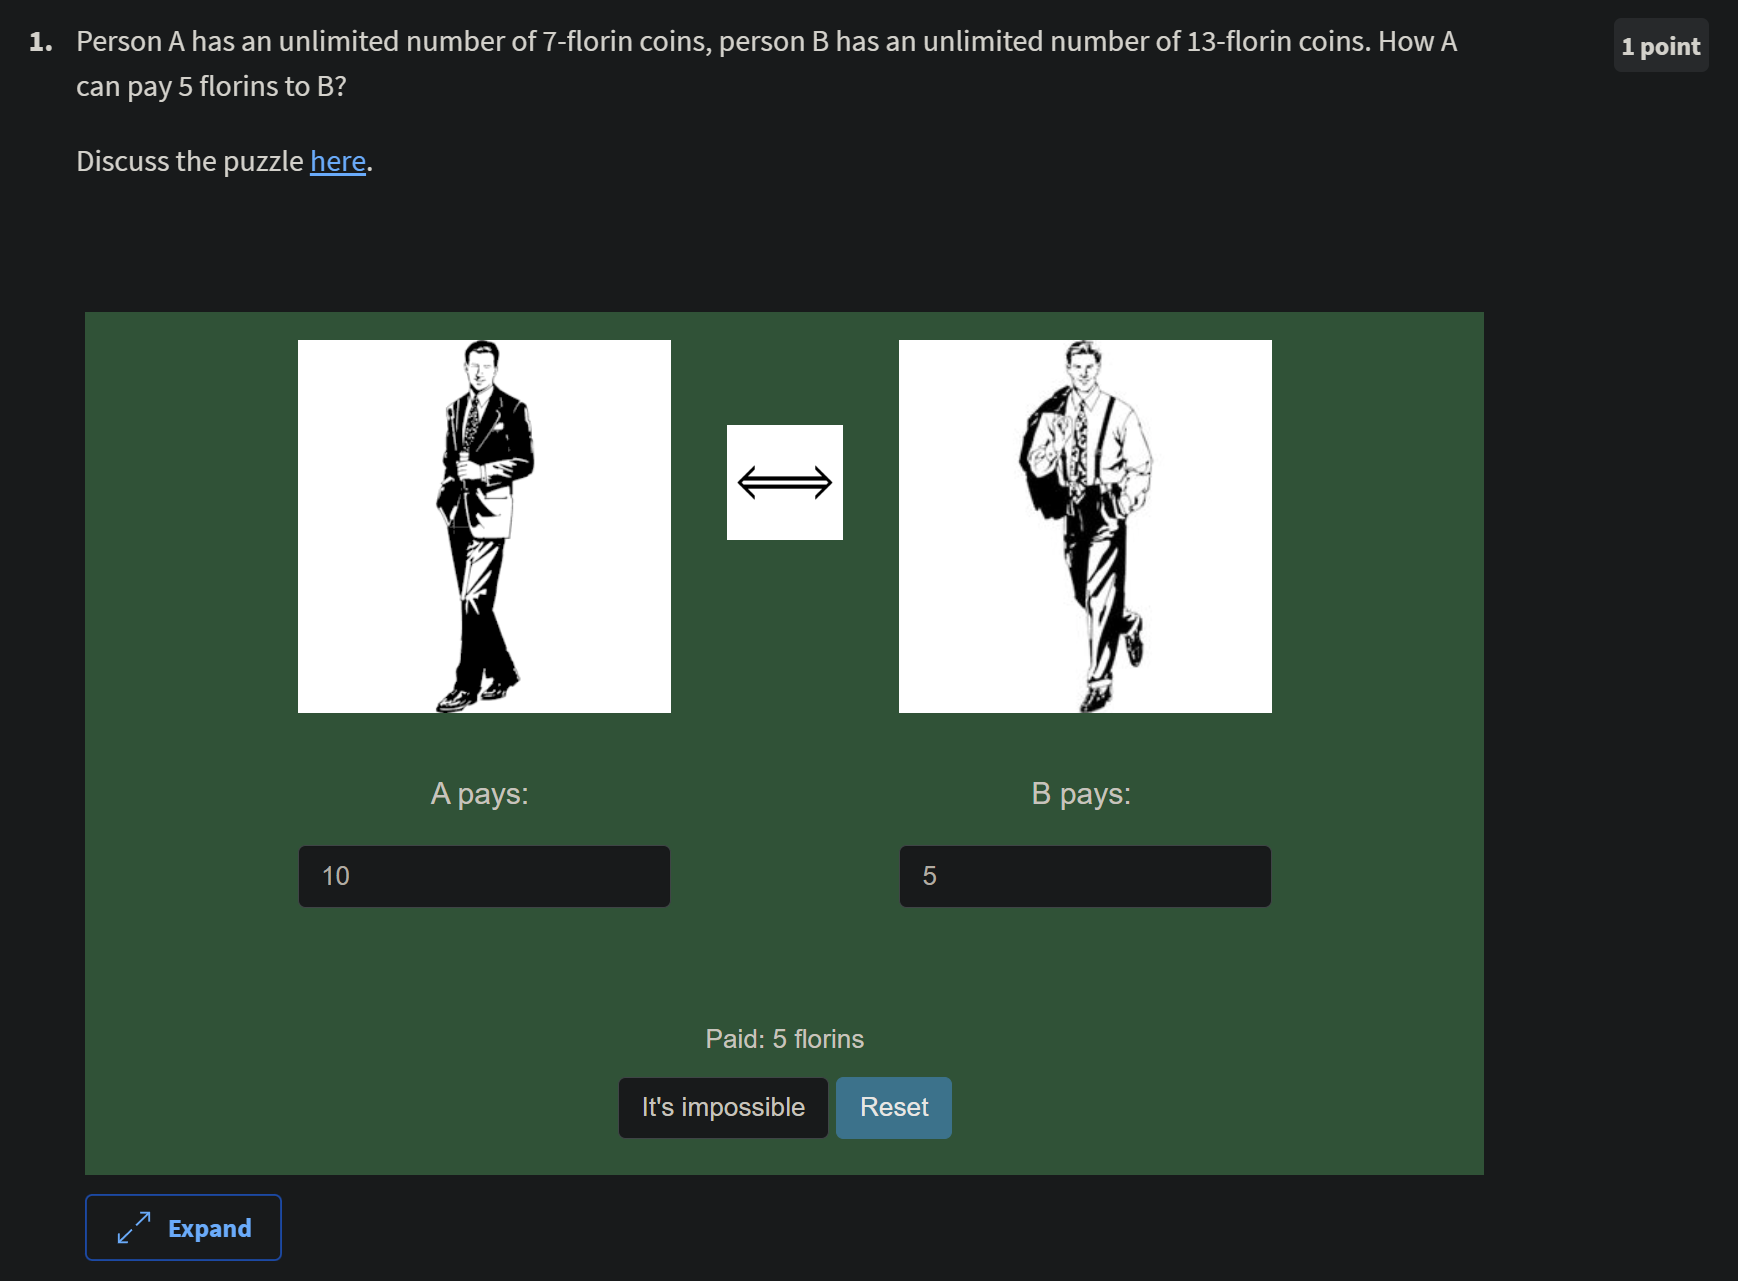 1. Person A has an unlimited number of 7-florin coins, person B has an unlimited number of 13-florin coins. How A
1 point
can pay 5 florins to B?
Discuss the puzzle here.
A pays:
B pays:
10
5
Paid: 5 florins
It's impossible
Reset
Expand